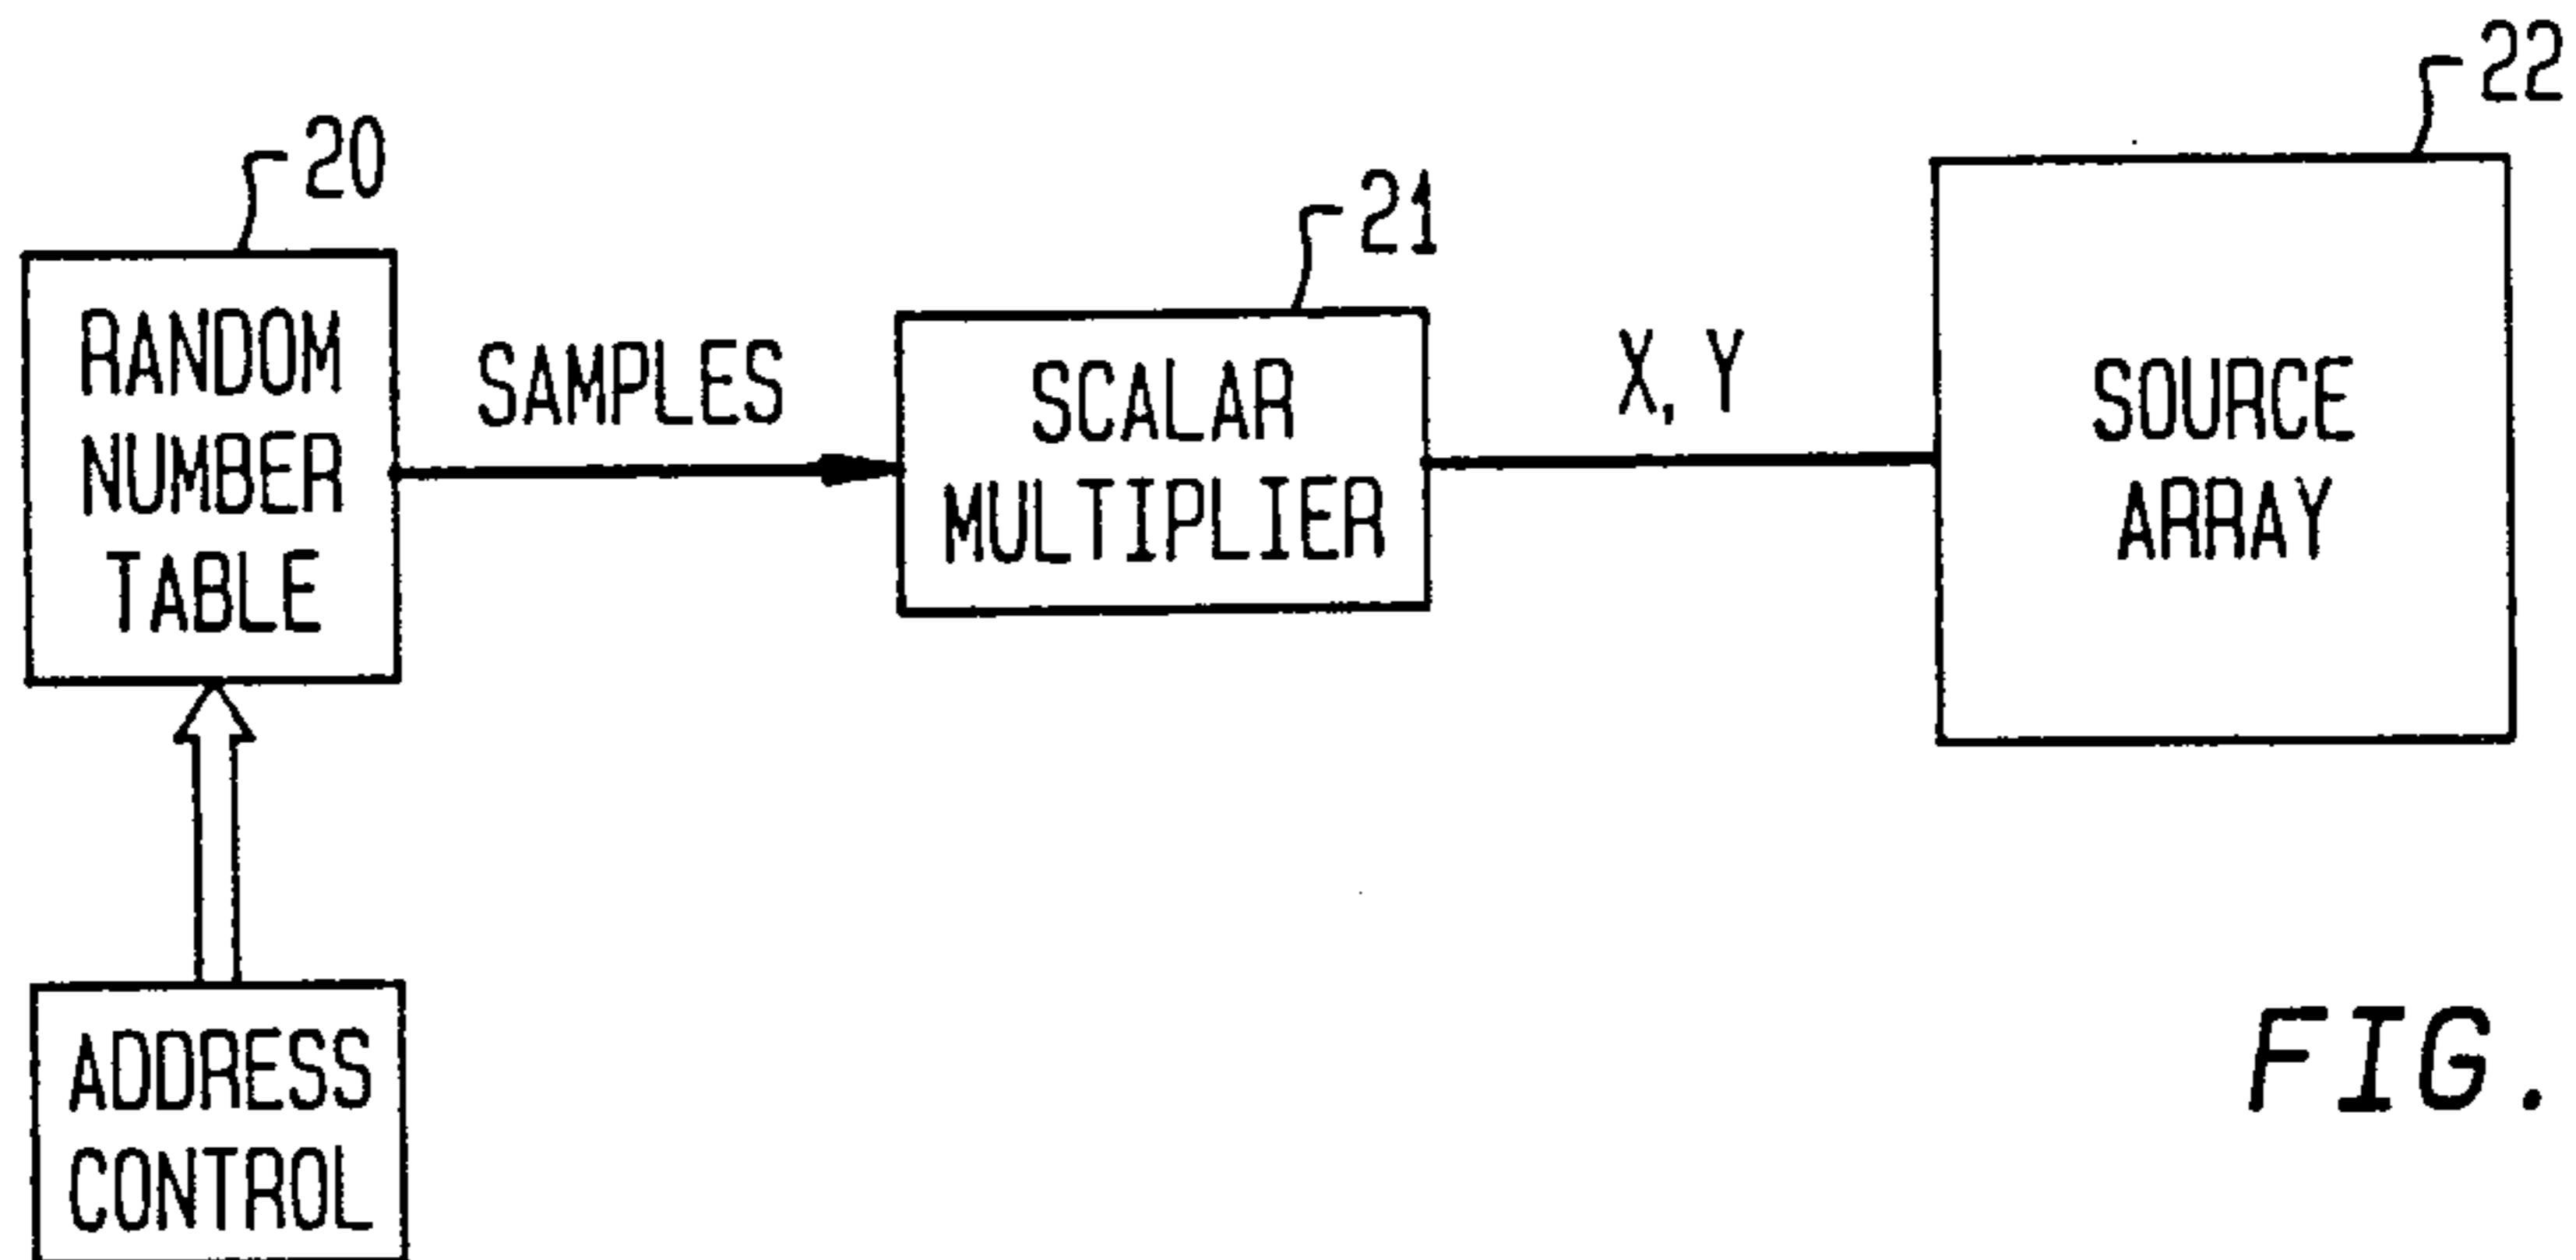 22
20
21
RANDOM
NUMBER
TABLE
SAMPLES
SCALAR
MULTIPLIER
X, Y
SOURCE
ARRAY
ADDRESS
CONTROL
FIG.